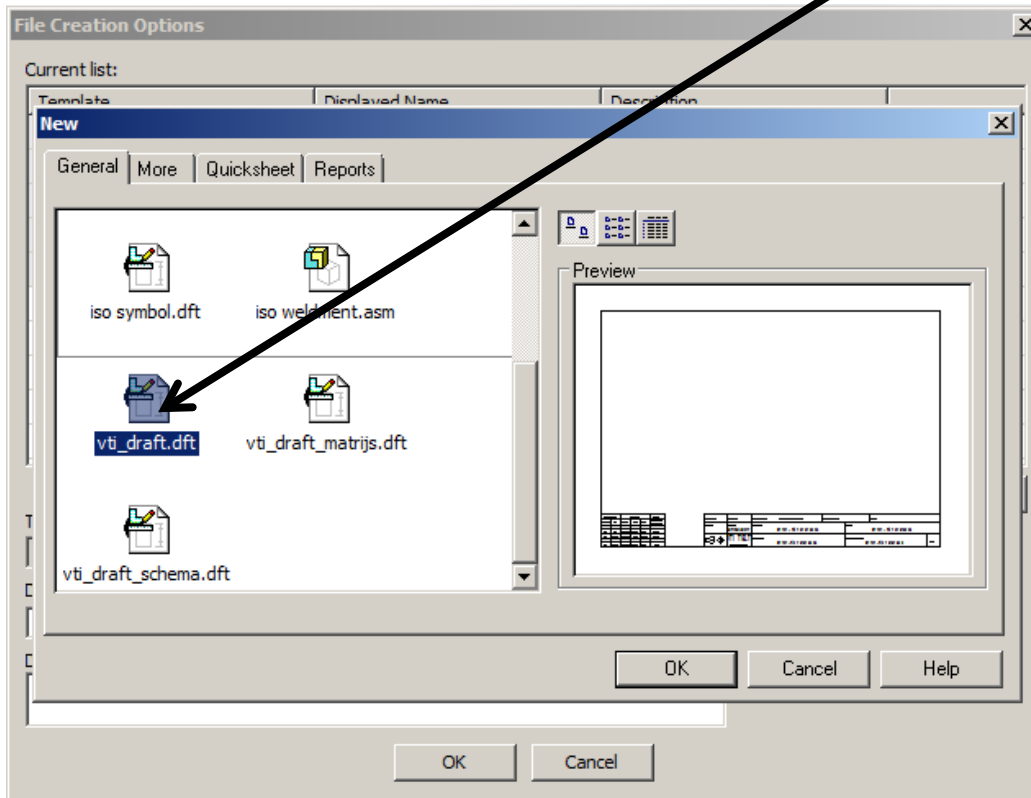 File Creation Options
Current list:
Template Displayed Name Description
New
General More Quicksheet Reports
iso symbol.dft iso weldment.asm
Preview
vti_draft.dft vti_draft_matrijs.dft
vti_draft_schema.dft
OK Cancel Help
OK Cancel